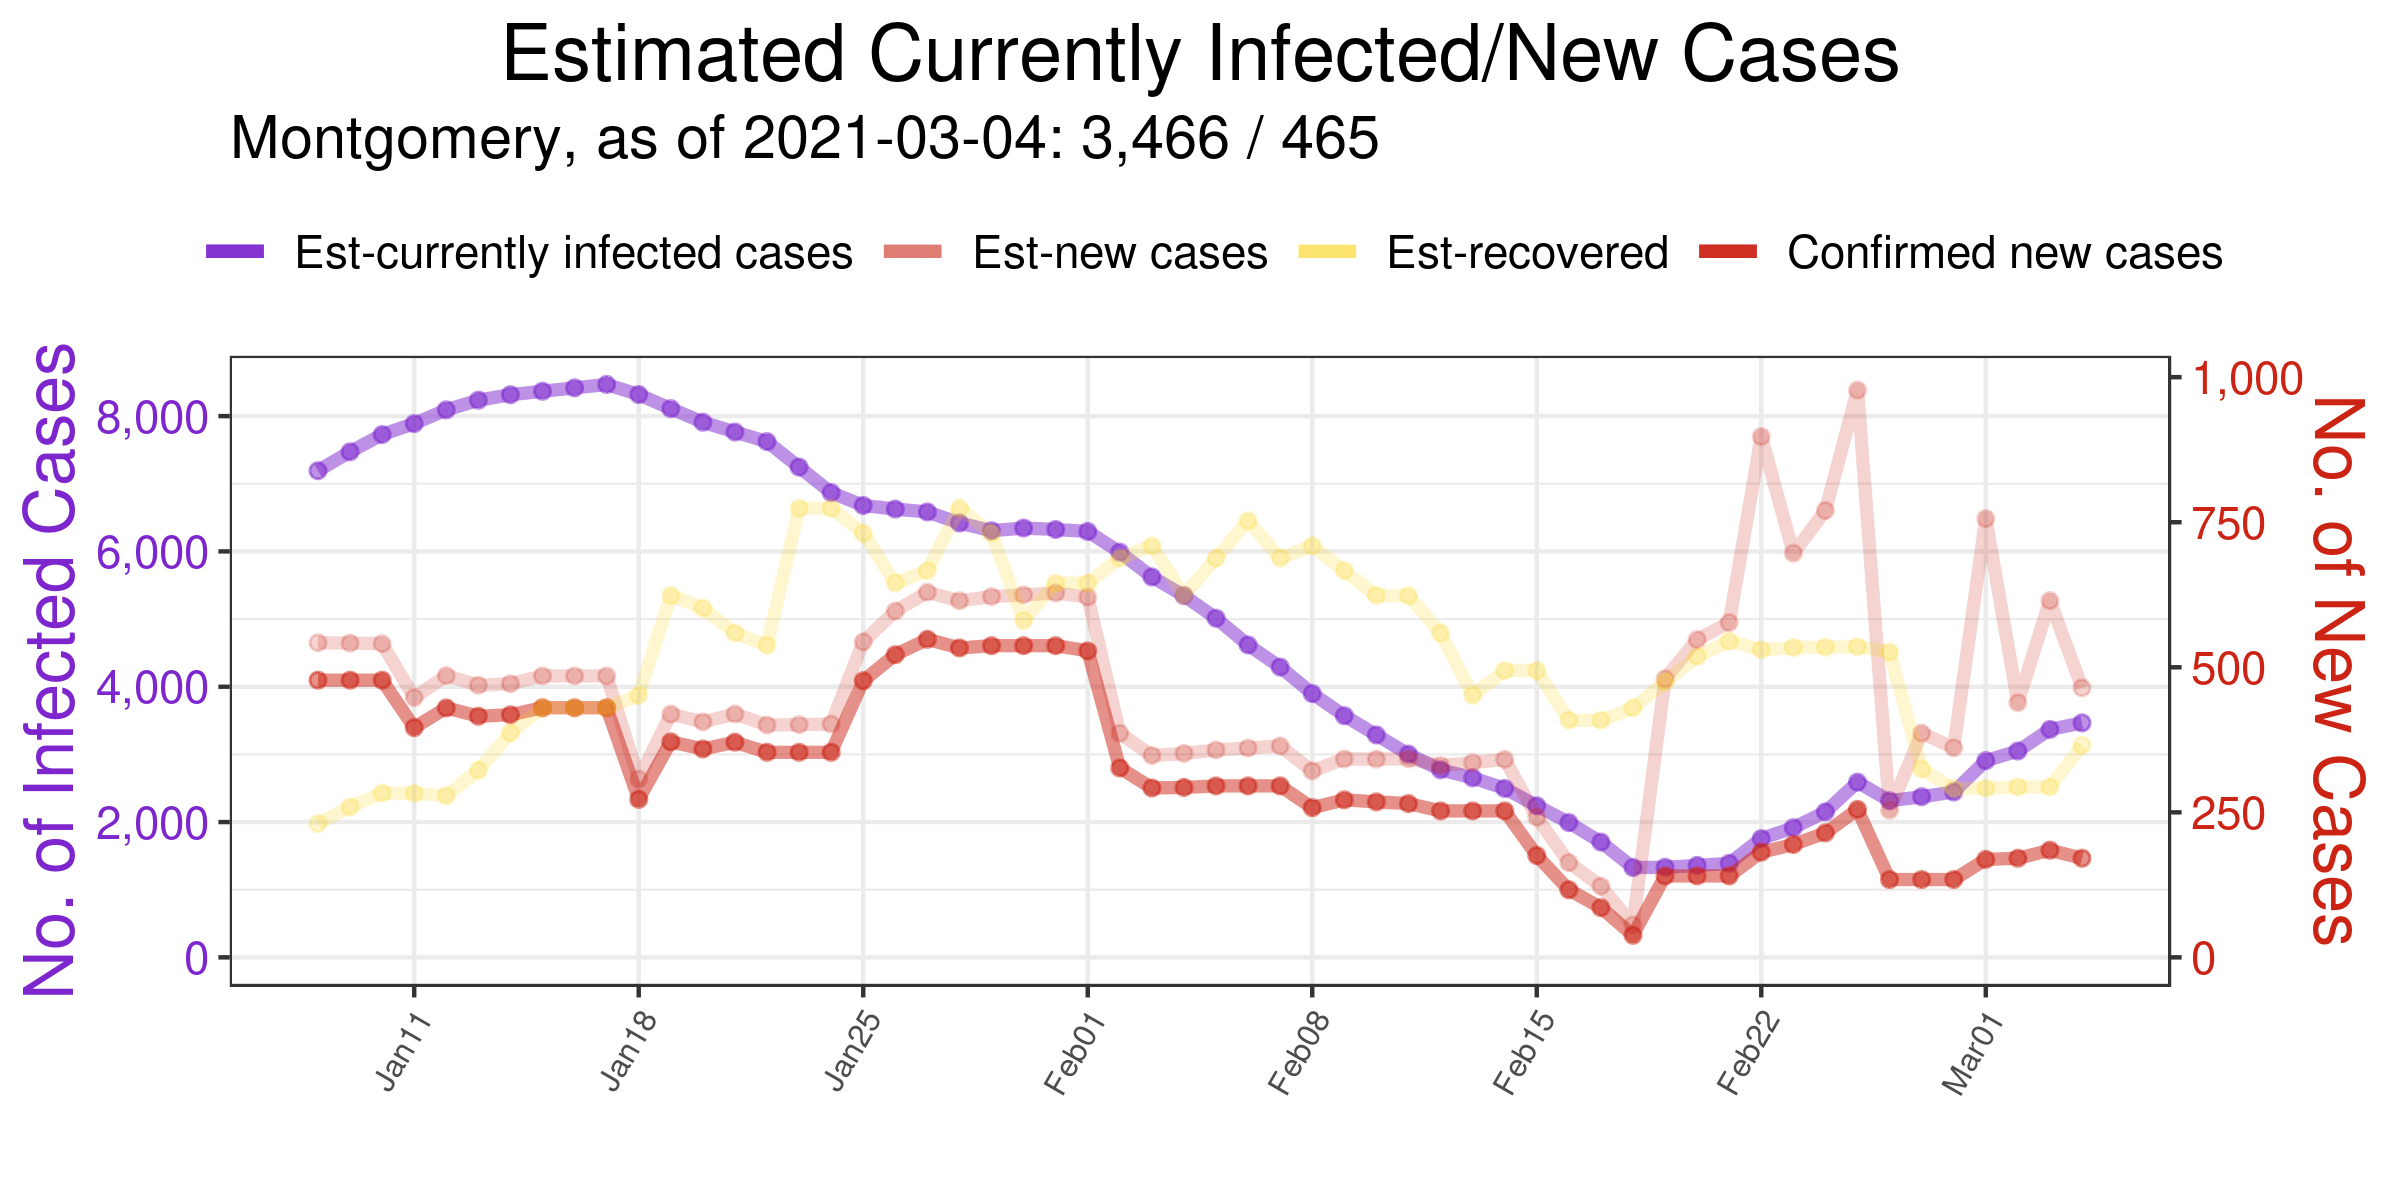 Estimated Currently Infected/New Cases
Montgomery, as of 2021-03-04: 3,466 / 465
Est-currently infected cases Est-new cases Est-recovered Confirmed new cases
No. of Infected Cases
8,000
6,000
4,000
2,000
0
1,000
750
500
250
0
No. of New Cases
Jan11 Jan18 Jan25 Feb01 Feb08 Feb15 Feb22 Mar01